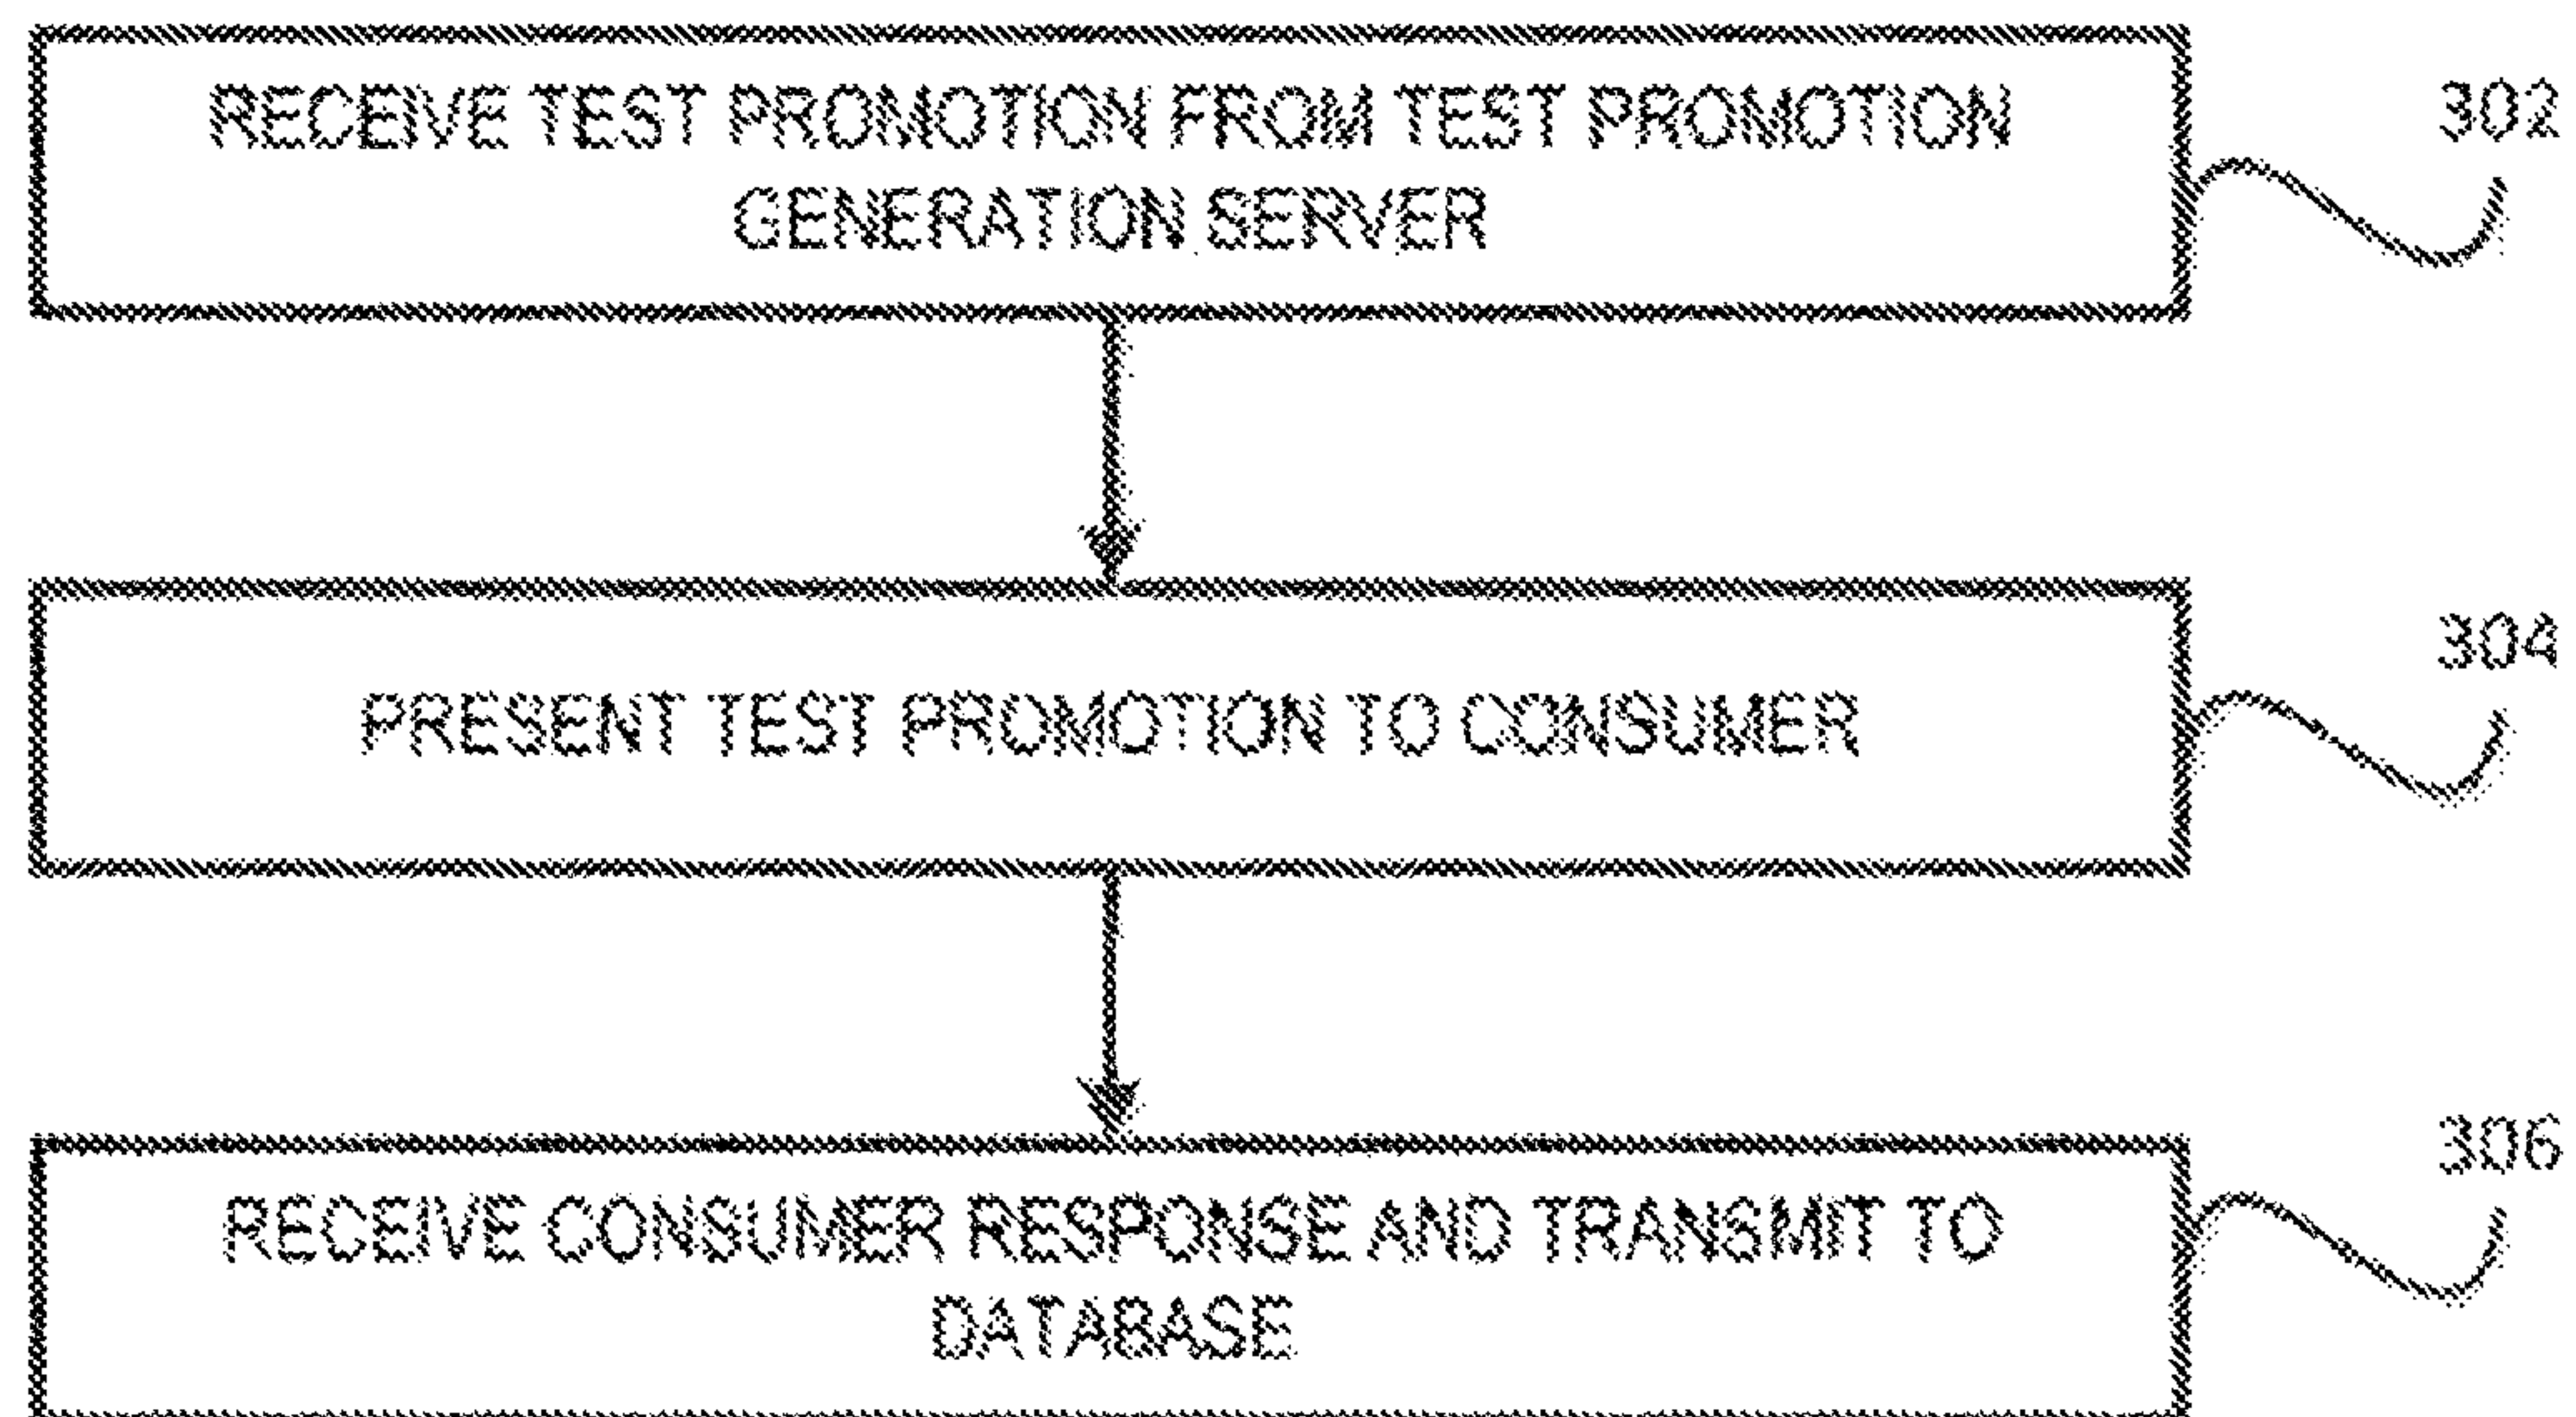 RECEIVE TEST PROMOTION FROM TEST PROMOTION
GENERATION SERVER
302
PRESENT TEST PROMOTION TO CONSUMER
304
RECEIVE CONSUMER RESPONSE AND TRANSMIT TO
DATABASE
306